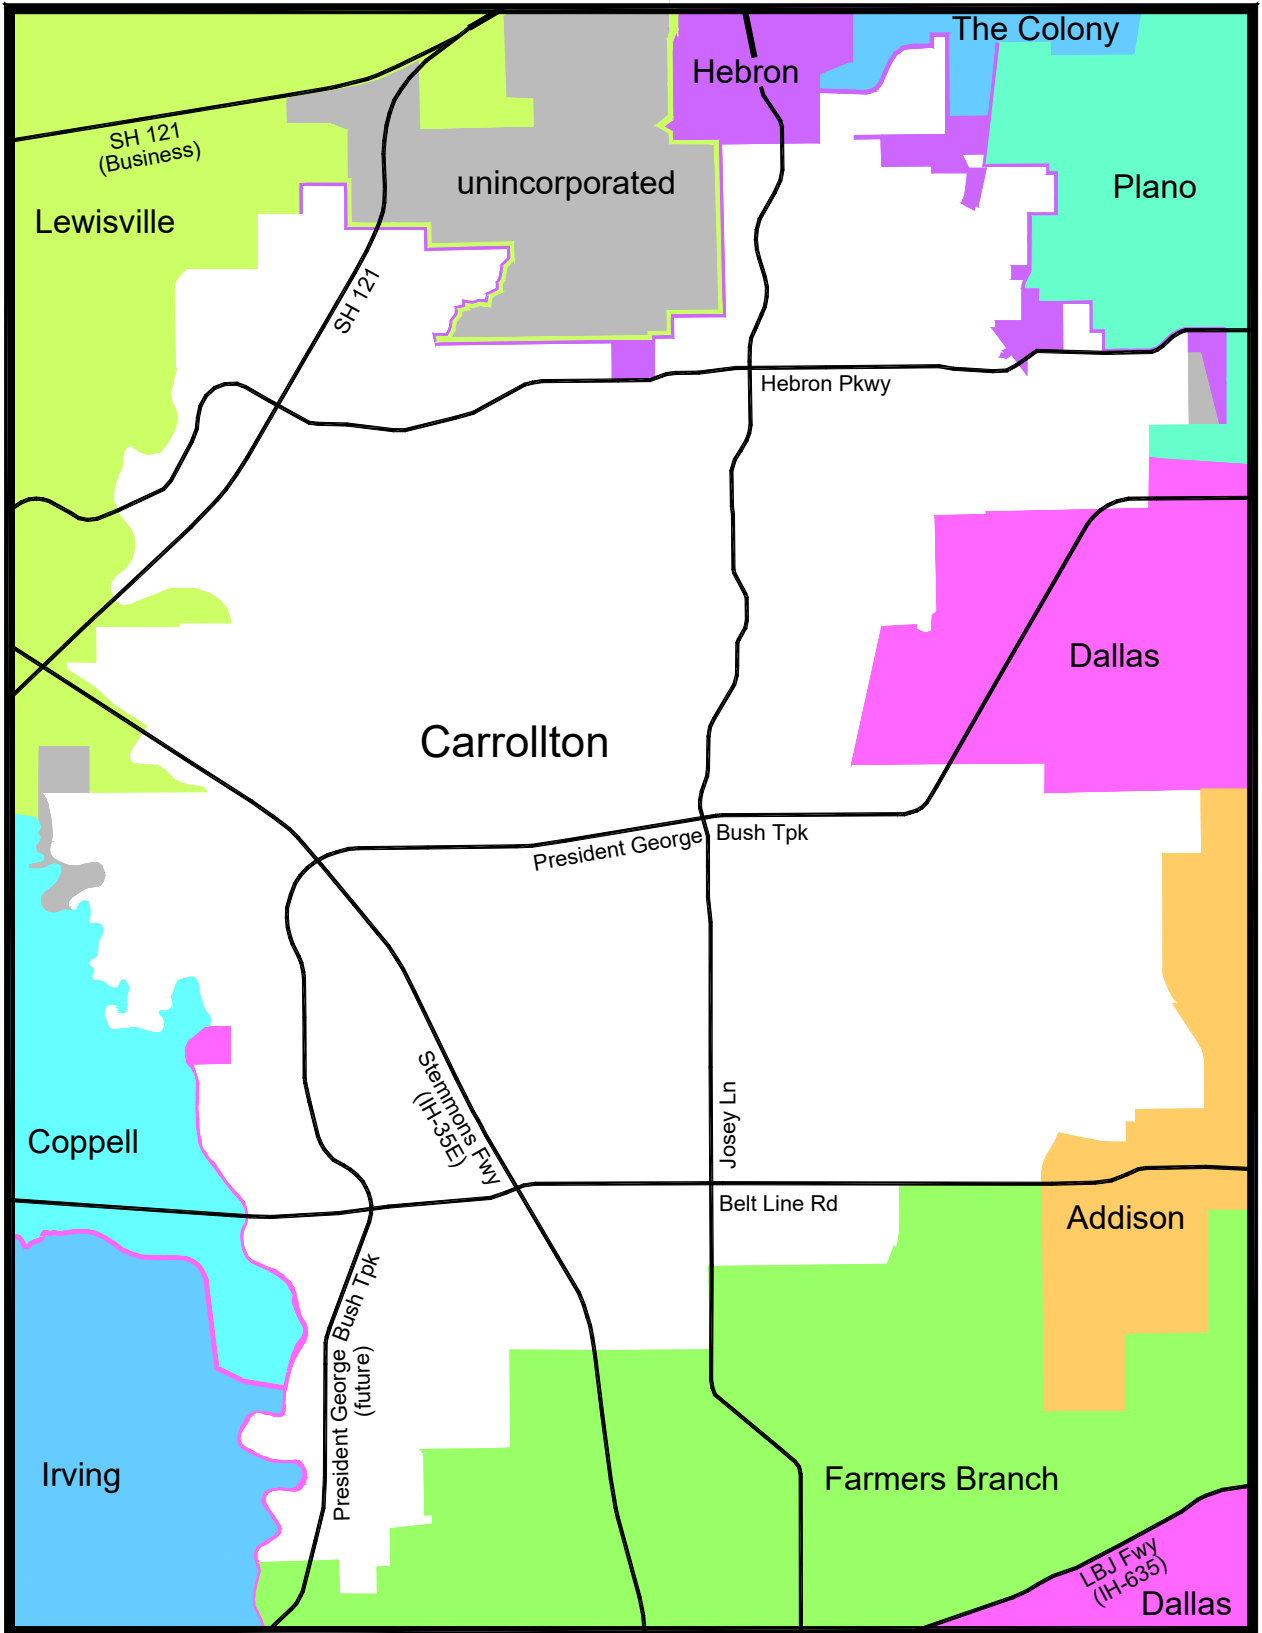 The Colony
Hebron
SH 121
(Business)
unincorporated
Plano
Lewisville
SH 121
Hebron Pkwy
Dallas
Carrollton
President George Bush Tpk
Stemmons Fwy
(IH-35E)
Josey Ln
Coppell
Belt Line Rd
Addison
President George Bush Tpk
(future)
Irving
Farmers Branch
LBJ Fwy
(IH-635)
Dallas